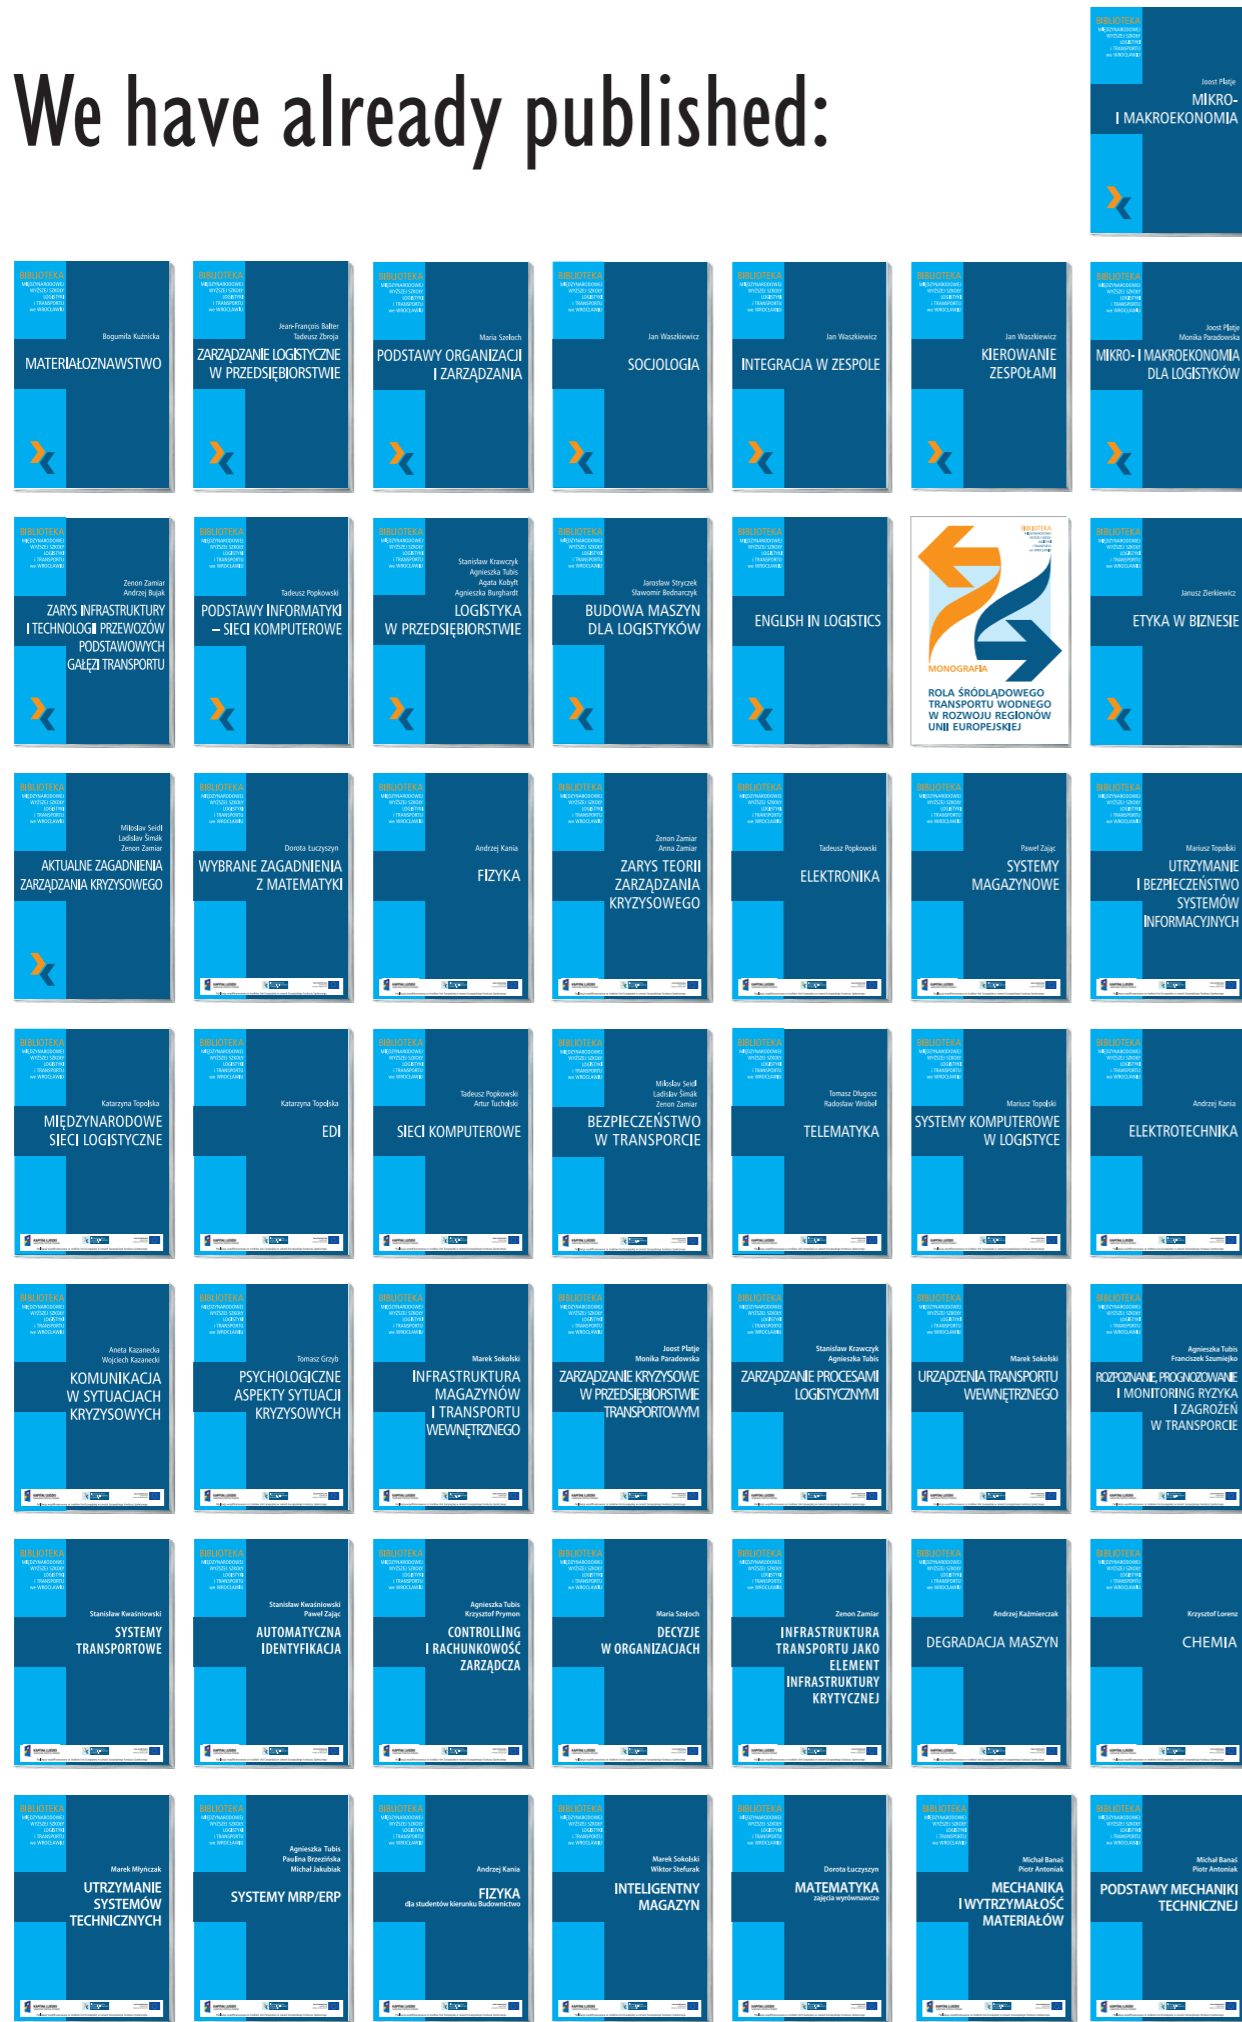 We have already published:
BIBLIOTEKA
MIĘDZYNARODOWEJ
WYŻSZEJ SZKOŁY
LOGISTYKI
I TRANSPORTU
we WROCŁAWIU
Joost Platje
MIKRO-
I MAKROEKONOMIA
Bogumiła Kuźnicka
MATERIAŁOZNAWSTWO
Jean-François Balter
Tadeusz Zbroja
ZARZĄDZANIE LOGISTYCZNE
W PRZEDSIĘBIORSTWIE
Maria Szeloch
PODSTAWY ORGANIZACJI
I ZARZĄDZANIA
Jan Waszkiewicz
SOCJOLOGIA
Jan Waszkiewicz
INTEGRACJA W ZESPOLE
Jan Waszkiewicz
KIEROWANIE
ZESPOŁAMI
Joost Platje
Monika Paradowska
MIKRO- I MAKROEKONOMIA
DLA LOGISTYKÓW
Zenon Zamiar
Andrzej Bujak
ZARYS INFRASTRUKTURY
I TECHNOLOGII PRZEWOZÓW
PODSTAWOWYCH
GAŁĘZI TRANSPORTU
Tadeusz Popkowski
PODSTAWY INFORMATYKI
– SIECI KOMPUTEROWE
Stanisław Krawczyk
Agnieszka Tubis
Agata Kobyłt
Agnieszka Burghardt
LOGISTYKA
W PRZEDSIĘBIORSTWIE
Jarosław Stryczek
Sławomir Bednarczyk
BUDOWA MASZYN
DLA LOGISTYKÓW
ENGLISH IN LOGISTICS
MONOGRAFIA
ROLA ŚRÓDLĄDOWEGO
TRANSPORTU WODNEGO
W ROZWOJU REGIONÓW
UNII EUROPEJSKIEJ
Janusz Zierkiewicz
ETYKA W BIZNESIE
Miloslav Seidl
Ladislav Šimák
Zenon Zamiar
AKTUALNE ZAGADNIENIA
ZARZĄDZANIA KRYZYSOWEGO
Dorota Łuczyszyn
WYBRANE ZAGADNIENIA
Z MATEMATYKI
Andrzej Kania
FIZYKA
Zenon Zamiar
Anna Zamiar
ZARYS TEORII
ZARZĄDZANIA
KRYZYSOWEGO
Tadeusz Popkowski
ELEKTRONIKA
Paweł Zając
SYSTEMY
MAGAZYNOWE
Mariusz Topolski
UTRZYMANIE
I BEZPIECZEŃSTWO
SYSTEMÓW
INFORMACYJNYCH
Katarzyna Topolska
MIĘDZYNARODOWE
SIECI LOGISTYCZNE
Katarzyna Topolska
EDI
Tadeusz Popkowski
Artur Tucholski
SIECI KOMPUTEROWE
Miloslav Seidl
Ladislav Šimák
Zenon Zamiar
BEZPIECZEŃSTWO
W TRANSPORCIE
Tomasz Długosz
Radosław Wróbel
TELEMATYKA
Mariusz Topolski
SYSTEMY KOMPUTEROWE
W LOGISTYCE
Andrzej Kania
ELEKTROTECHNIKA
Aneta Kazanecka
Wojciech Kazanecki
KOMUNIKACJA
W SYTUACJACH
KRYZYSOWYCH
Tomasz Grzyb
PSYCHOLOGICZNE
ASPEKTY SYTUACJI
KRYZYSOWYCH
Marek Sokolski
INFRASTRUKTURA
MAGAZYNÓW
I TRANSPORTU
WEWNĘTRZNEGO
Joost Platje
Monika Paradowska
ZARZĄDZANIE KRYZYSOWE
W PRZEDSIĘBIORSTWIE
TRANSPORTOWYM
Stanisław Krawczyk
Agnieszka Tubis
ZARZĄDZANIE PROCESAMI
LOGISTYCZNYMI
Marek Sokolski
URZĄDZENIA TRANSPORTU
WEWNĘTRZNEGO
Agnieszka Tubis
Franciszek Szumiejko
ROZPOZNANIE, PROGNOZOWANIE
I MONITORING RYZYKA
I ZAGROŻEŃ
W TRANSPORCIE
Stanisław Kwaśniowski
SYSTEMY
TRANSPORTOWE
Stanisław Kwaśniowski
Paweł Zając
AUTOMATYCZNA
IDENTYFIKACJA
Agnieszka Tubis
Krzysztof Prymon
CONTROLLING
I RACHUNKOWOŚĆ
ZARZĄDCZA
Maria Szeloch
DECYZJE
W ORGANIZACJACH
Zenon Zamiar
INFRASTRUKTURA
TRANSPORTU JAKO
ELEMENT
INFRASTRUKTURY
KRYTYCZNEJ
Andrzej Kaźmierczak
DEGRADACJA MASZYN
Krzysztof Lorenz
CHEMIA
Marek Młyńczak
UTRZYMANIE
SYSTEMÓW
TECHNICZNYCH
Agnieszka Tubis
Paulina Brzezińska
Michał Jakubiak
SYSTEMY MRP/ERP
Andrzej Kania
FIZYKA
dla studentów kierunku Budownictwo
Marek Sokolski
Wiktor Stefurak
INTELIGENTNY
MAGAZYN
Dorota Łuczyszyn
MATEMATYKA
zajęcia wyrównawcze
Michał Banaś
Piotr Antoniak
MECHANIKA
I WYTRZYMAŁOŚĆ
MATERIAŁÓW
Michał Banaś
Piotr Antoniak
PODSTAWY MECHANIKI
TECHNICZNEJ